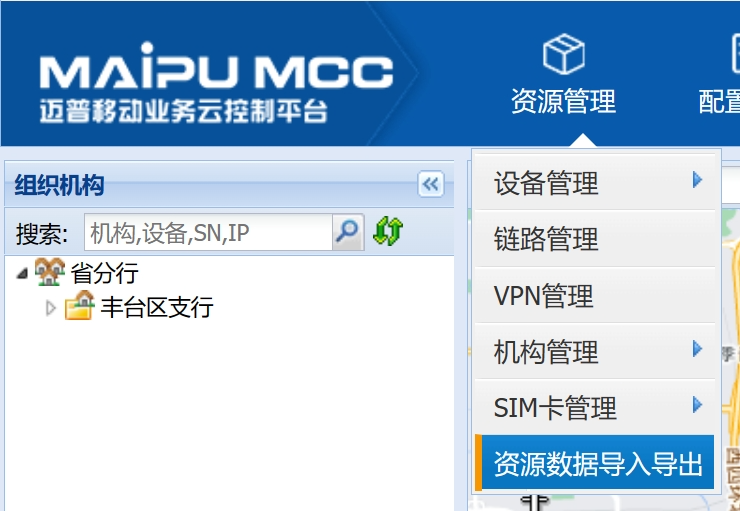 MAiPU MCC
迈普移动业务云控制平台
资源管理
配置
组织机构
搜索:
机构,设备,SN,IP
省分行
丰台区支行
设备管理
链路管理
VPN管理
机构管理
SIM卡管理
资源数据导入导出